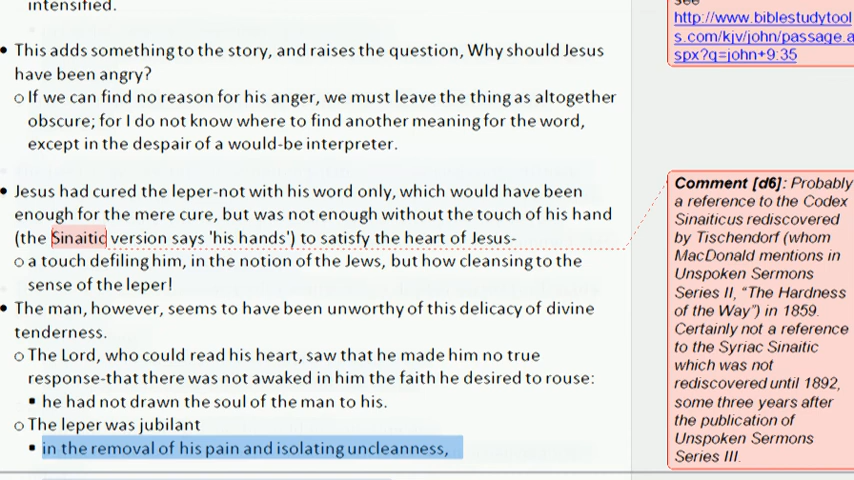 intensified.
• This adds something to the story, and raises the question, Why should Jesus
have been angry?
o If we can find no reason for his anger, we must leave the thing as altogether
obscure; for I do not know where to find another meaning for the word,
except in the despair of a would-be interpreter.
• Jesus had cured the leper-not with his word only, which would have been
enough for the mere cure, but was not enough without the touch of his hand
(the Sinaitic version says 'his hands') to satisfy the heart of Jesus-
o a touch defiling him, in the notion of the Jews, but how cleansing to the
sense of the leper!
• The man, however, seems to have been unworthy of this delicacy of divine
tenderness.
o The Lord, who could read his heart, saw that he made him no true
response-that there was not awaked in him the faith he desired to rouse:
▪ he had not drawn the soul of the man to his.
o The leper was jubilant
▪ in the removal of his pain and isolating uncleanness,
see
http://www.biblestudytool
s.com/kjv/john/passage.a
spx?q=john+9:35
Comment [d6]: Probably
a reference to the Codex
Sinaiticus rediscovered
by Tischendorf (whom
MacDonald mentions in
Unspoken Sermons
Series II, “The Hardness
of the Way”) in 1859.
Certainly not a reference
to the Syriac Sinaitic
which was not
rediscovered until 1892,
some three years after
the publication of
Unspoken Sermons
Series III.